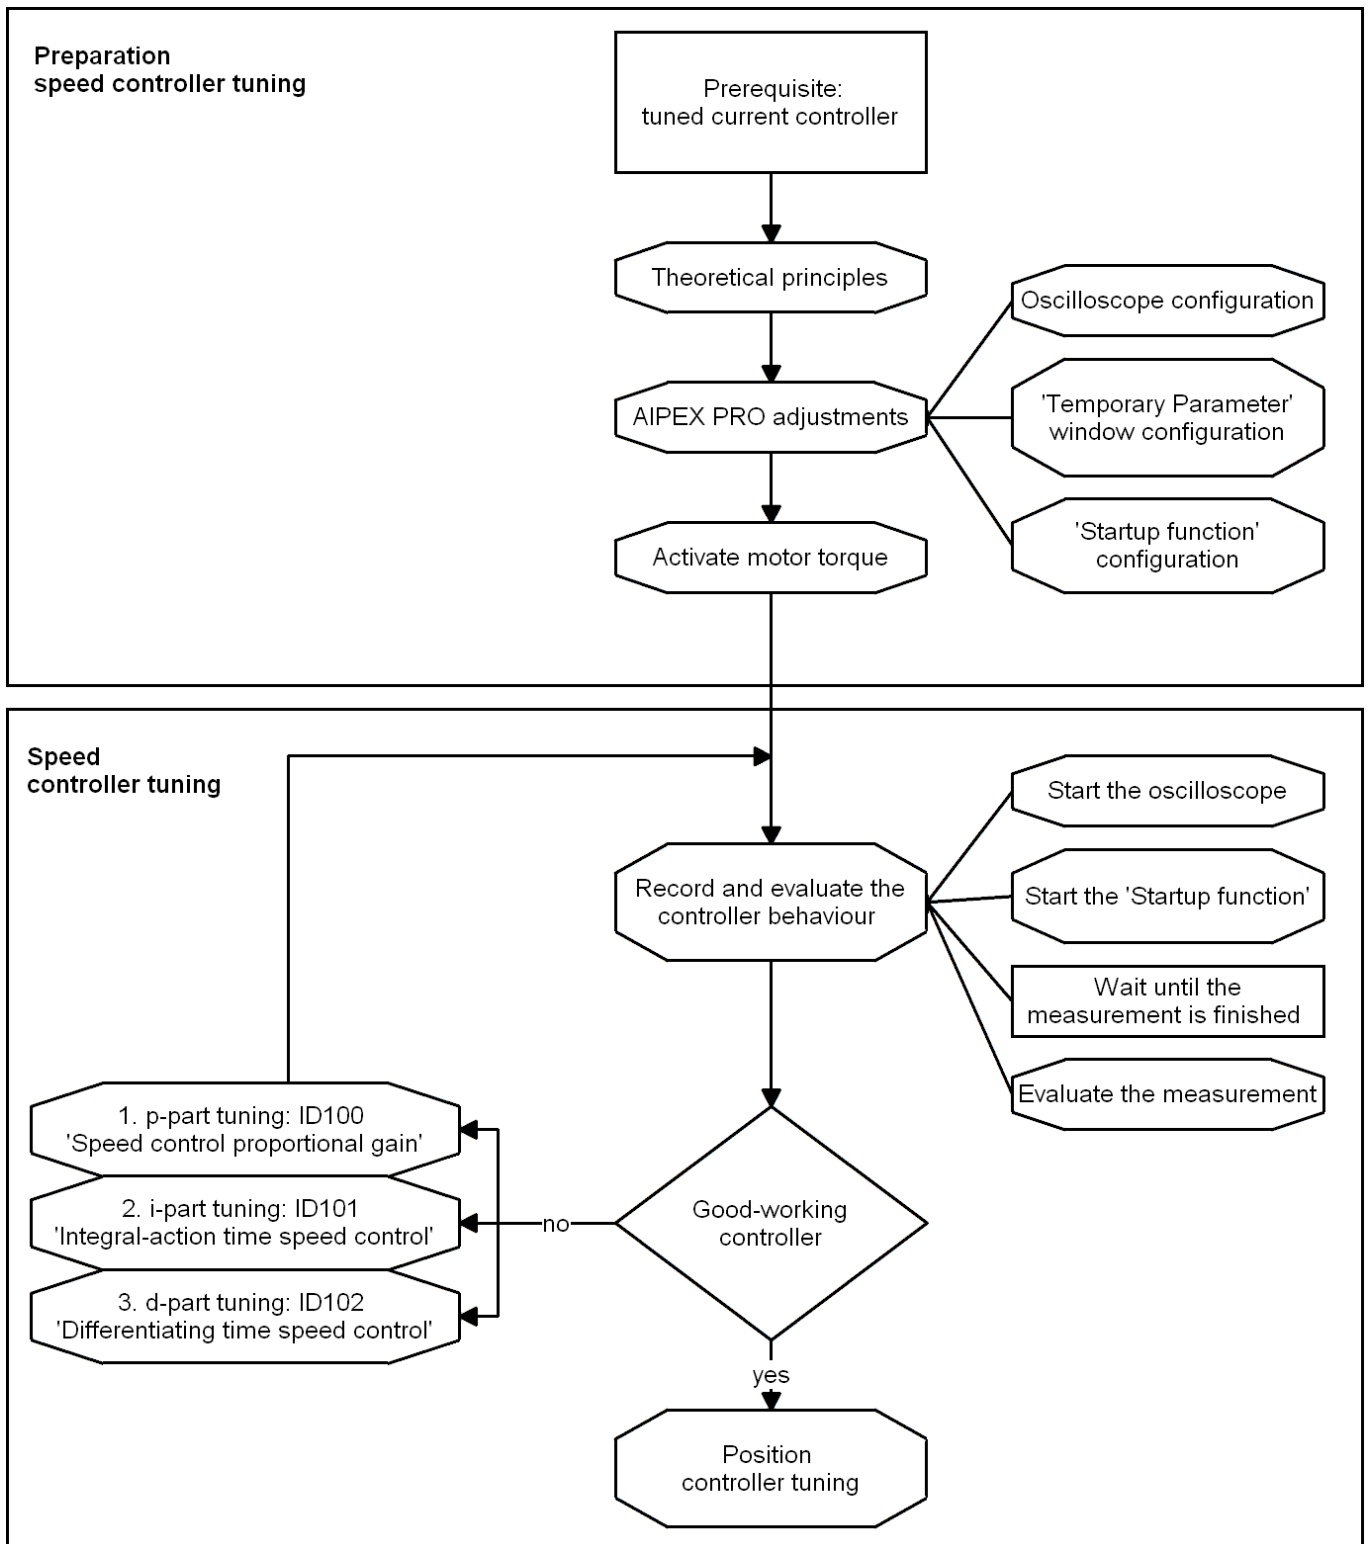 Preparation
speed controller tuning
Prerequisite:
tuned current controller
Theoretical principles
Oscilloscope configuration
AIPEX PRO adjustments
'Temporary Parameter'
window configuration
'Startup function'
configuration
Activate motor torque
Speed
controller tuning
Start the oscilloscope
Record and evaluate the
controller behaviour
Start the 'Startup function'
Wait until the
measurement is finished
Evaluate the measurement
1. p-part tuning: ID100
'Speed control proportional gain'
2. i-part tuning: ID101
'Integral-action time speed control'
3. d-part tuning: ID102
'Differentiating time speed control'
no
Good-working
controller
yes
Position
controller tuning